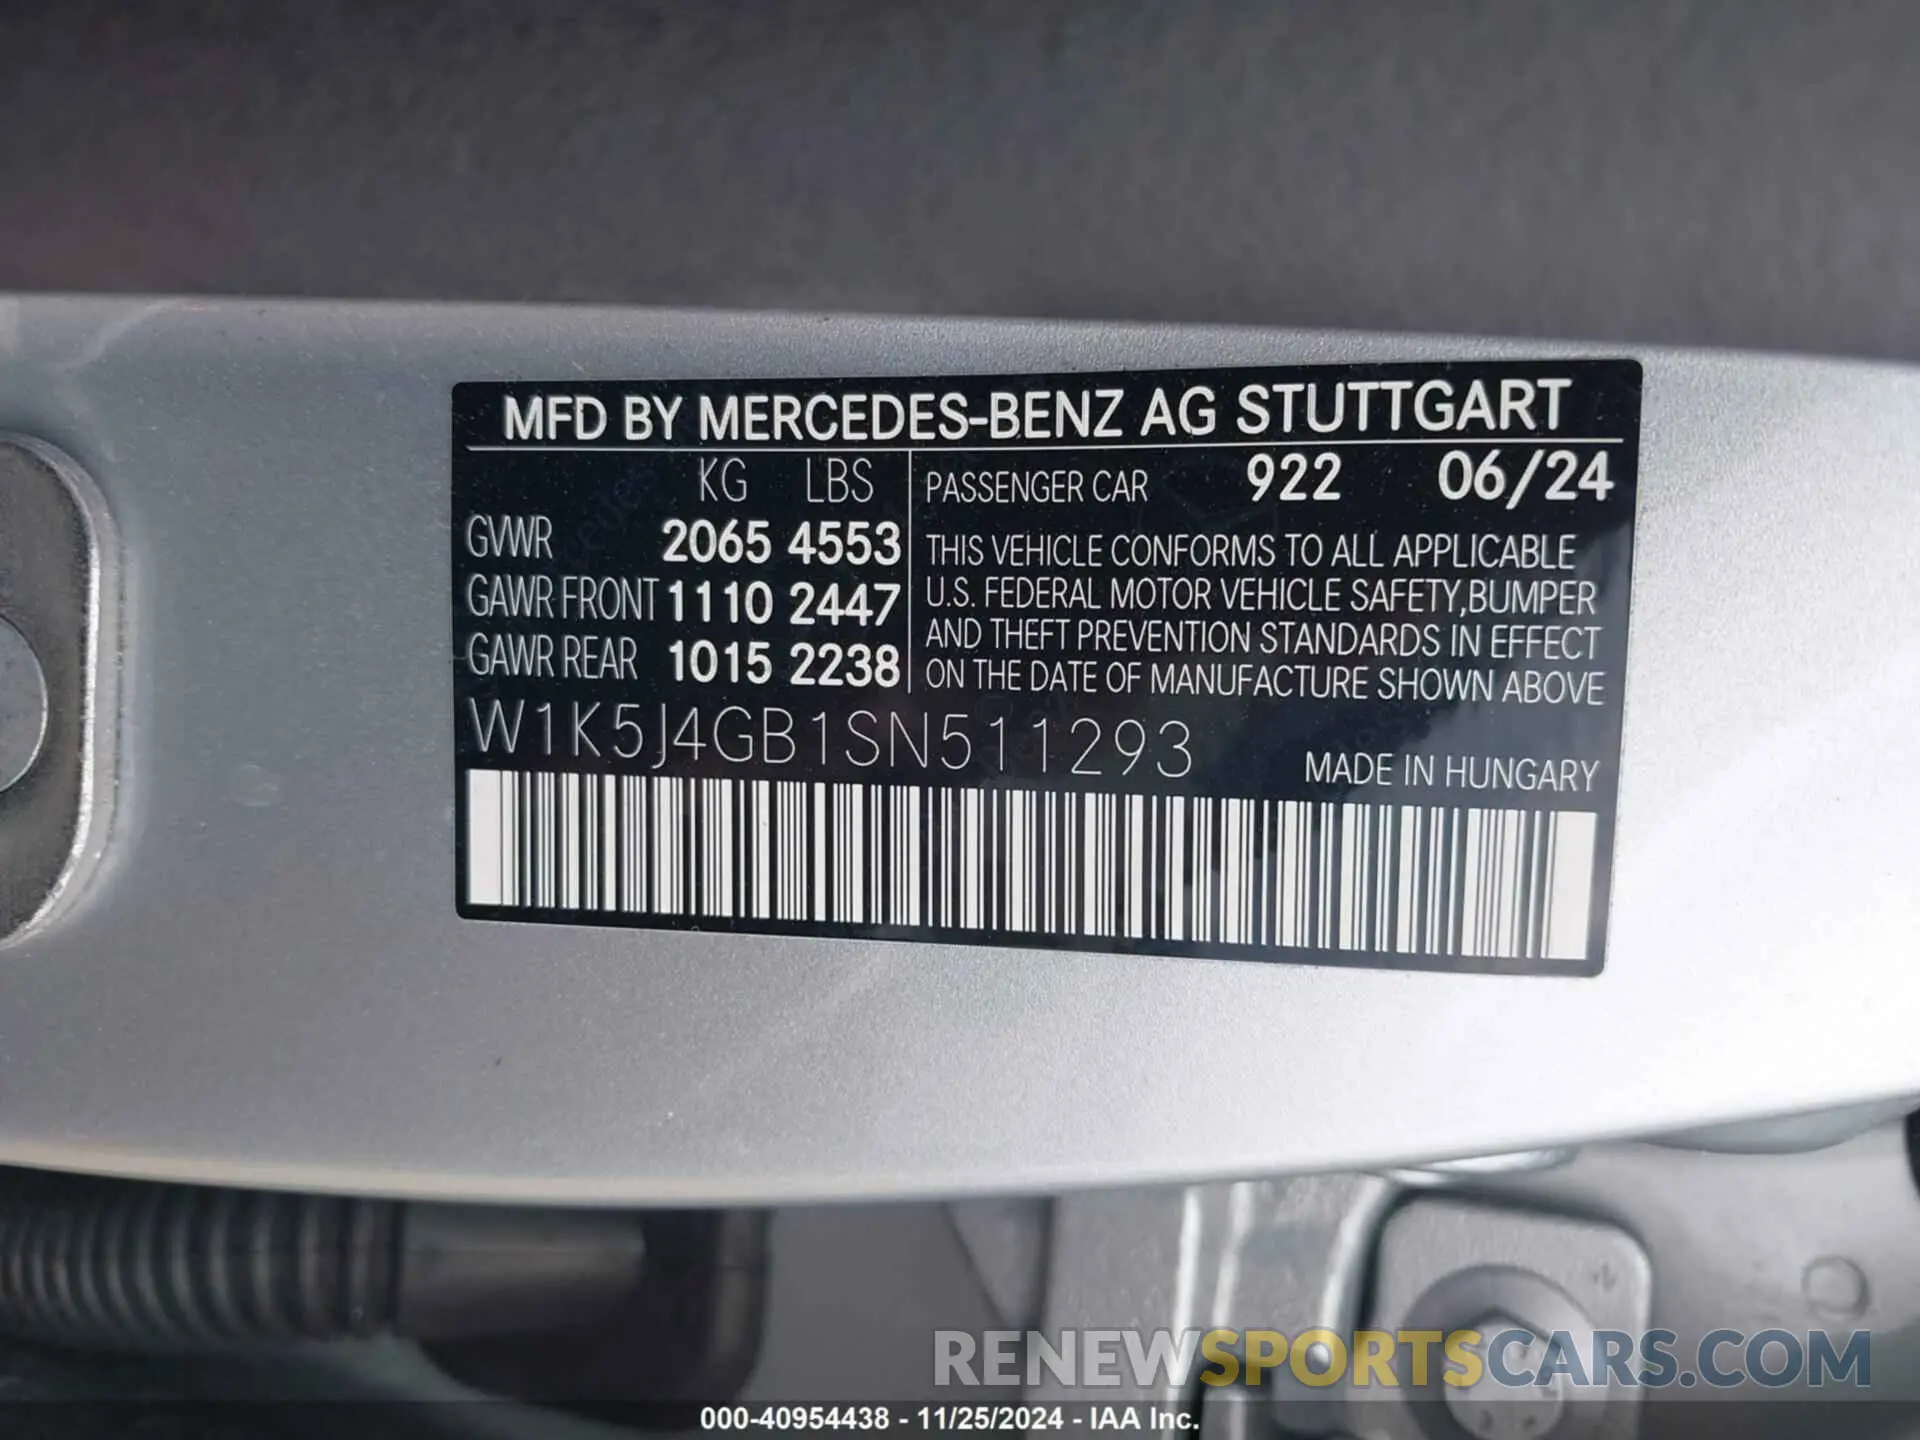 MFD BY MERCEDES-BENZ AG STUTTGART
KG LBS
GVWR 2065 4553
GAWR FRONT 1110 2447
GAWR REAR 1015 2238
PASSENGER CAR 922 06/24
THIS VEHICLE CONFORMS TO ALL APPLICABLE
U.S. FEDERAL MOTOR VEHICLE SAFETY,BUMPER
AND THEFT PREVENTION STANDARDS IN EFFECT
ON THE DATE OF MANUFACTURE SHOWN ABOVE
W1K5J4GB1SN511293
MADE IN HUNGARY
RENEWSPORTSCARS.COM
000-40954438 - 11/25/2024 - IAA Inc.